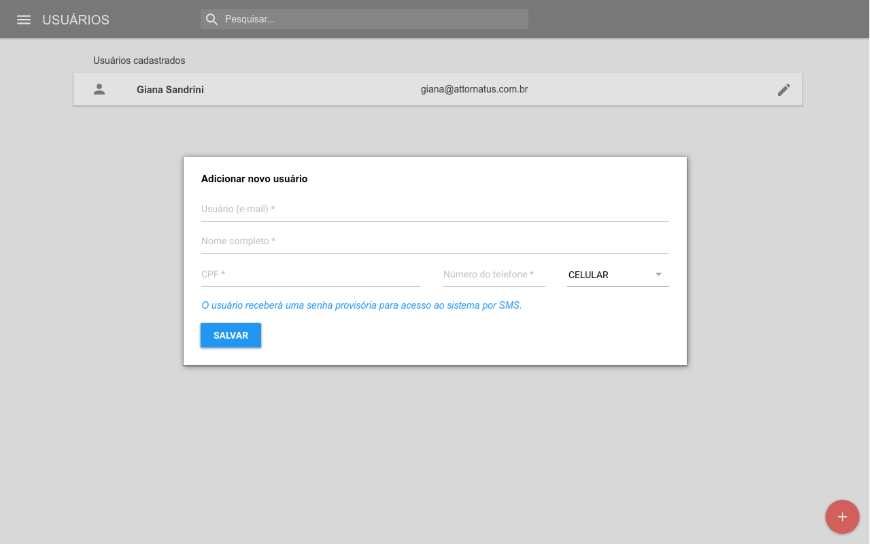 USUÁRIOS
Pesquisar...
Usuários cadastrados
Giana Sandrini giana@attornatus.com.br
Adicionar novo usuário
Usuário (e-mail) *
Nome completo *
CPF * Número do telefone * CELULAR
O usuário receberá uma senha provisória para acesso ao sistema por SMS.
SALVAR